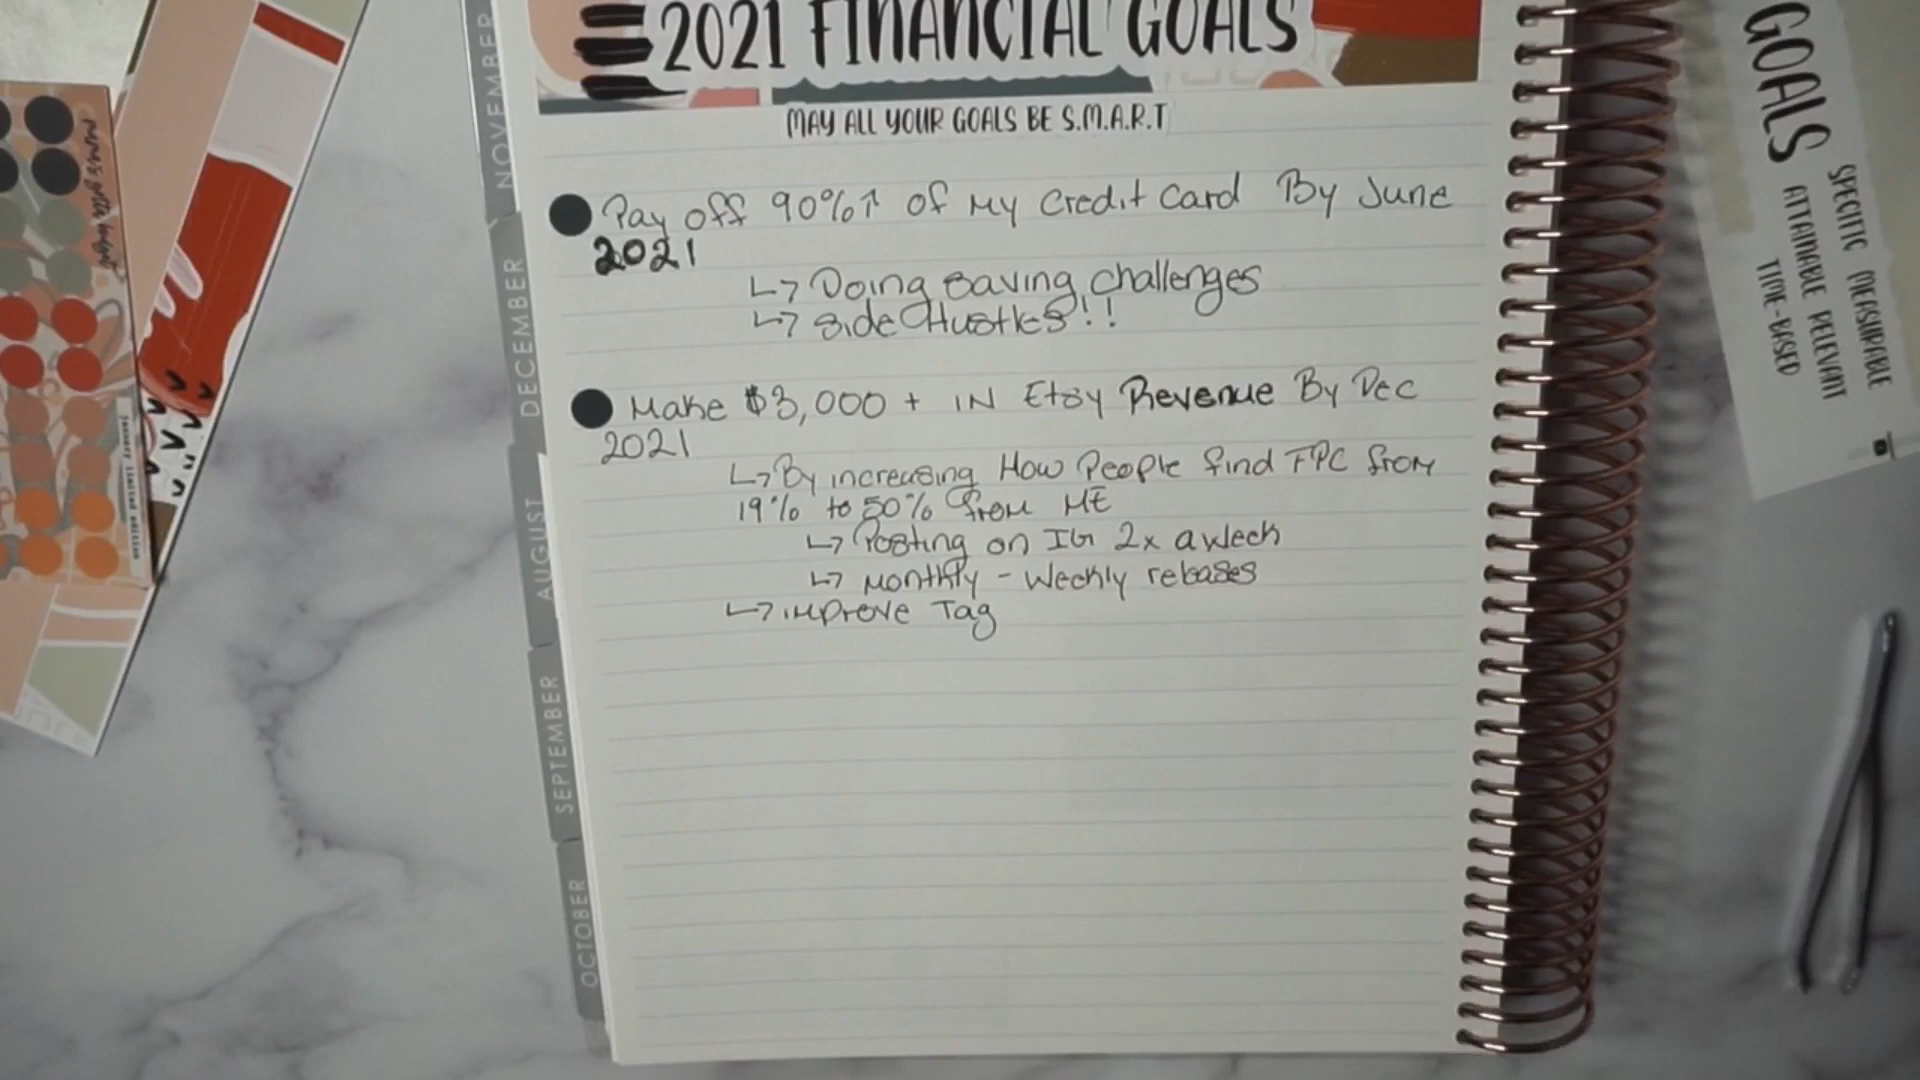 2021 FINANCIAL GOALS
MAY ALL YOUR GOALS BE S.M.A.R.T
Pay off 90%↑ of My Credit Card By June
2021
↳ Doing saving challenges
↳ Side Hustles!!
Make $3,000 + IN Etsy Revenue By Dec
2021
↳ By increasing How People find FPC from
19% to 50% from ME
↳ Posting on IG 2x a week
↳ Monthly - Weekly releases
↳ improve Tag
NOVEMBER
DECEMBER
AUGUST
SEPTEMBER
OCTOBER
GOALS
SPECIFIC MEASURABLE
ATTAINABLE RELEVANT
TIME-BASED
January limited edition